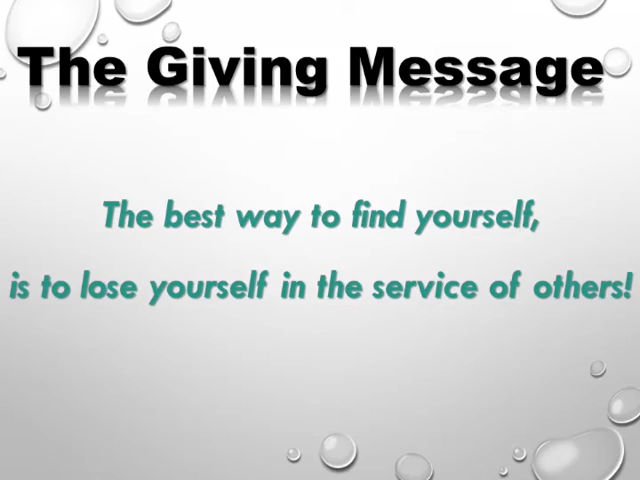 The Giving Message
The best way to find yourself,
is to lose yourself in the service of others!